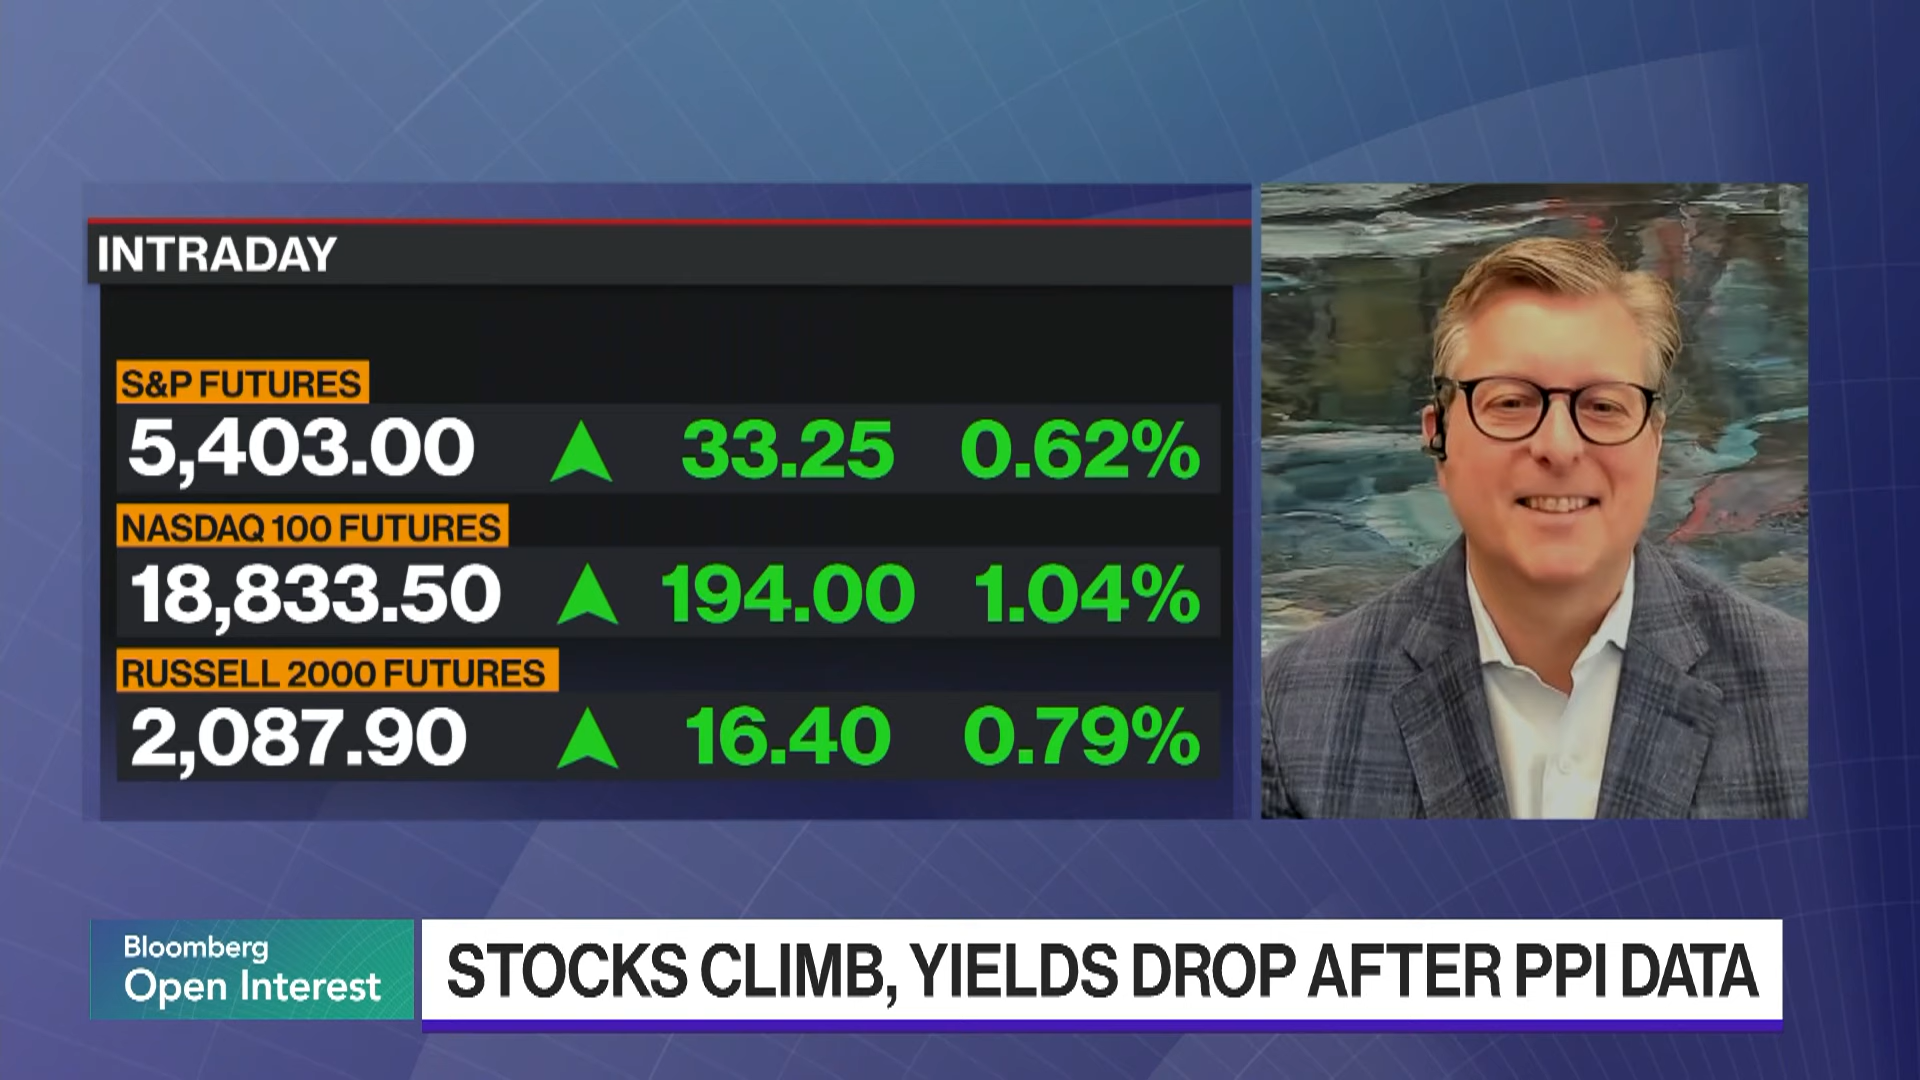 INTRADAY
S&P FUTURES
5,403.00 ▲ 33.25 0.62%
NASDAQ 100 FUTURES
18,833.50 ▲ 194.00 1.04%
RUSSELL 2000 FUTURES
2,087.90 ▲ 16.40 0.79%
Bloomberg
Open Interest
STOCKS CLIMB, YIELDS DROP AFTER PPI DATA